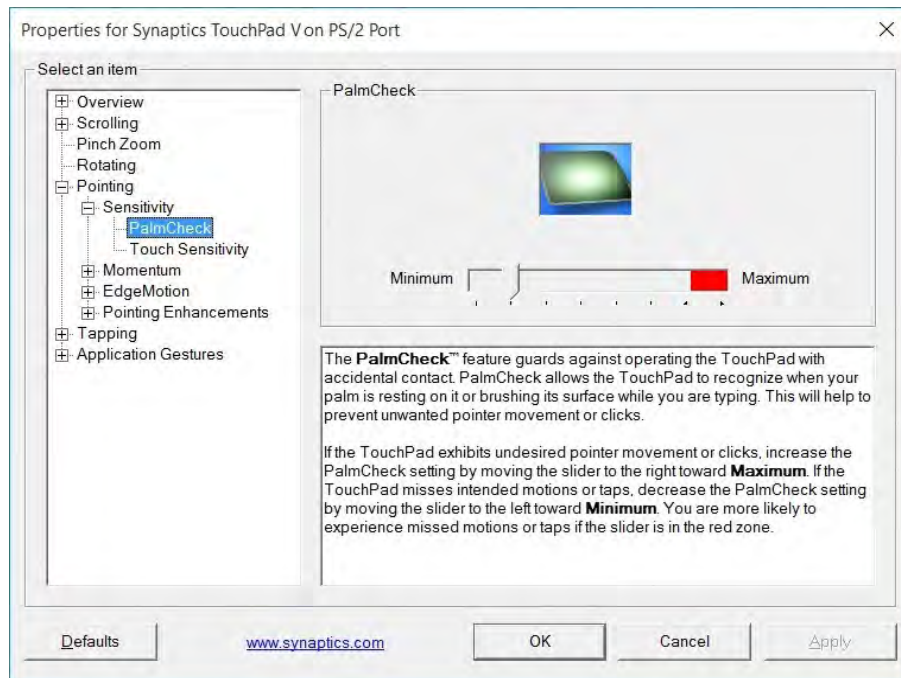 Properties for Synaptics TouchPad V on PS/2 Port
Select an item
Overview
Scrolling
Pinch Zoom
Rotating
Pointing
Sensitivity
PalmCheck
Touch Sensitivity
Momentum
EdgeMotion
Pointing Enhancements
Tapping
Application Gestures
PalmCheck
Minimum Maximum
The PalmCheck™ feature guards against operating the TouchPad with
accidental contact. PalmCheck allows the TouchPad to recognize when your
palm is resting on it or brushing its surface while you are typing. This will help to
prevent unwanted pointer movement or clicks.
If the TouchPad exhibits undesired pointer movement or clicks, increase the
PalmCheck setting by moving the slider to the right toward Maximum. If the
TouchPad misses intended motions or taps, decrease the PalmCheck setting
by moving the slider to the left toward Minimum. You are more likely to
experience missed motions or taps if the slider is in the red zone.
Defaults www.synaptics.com OK Cancel Apply